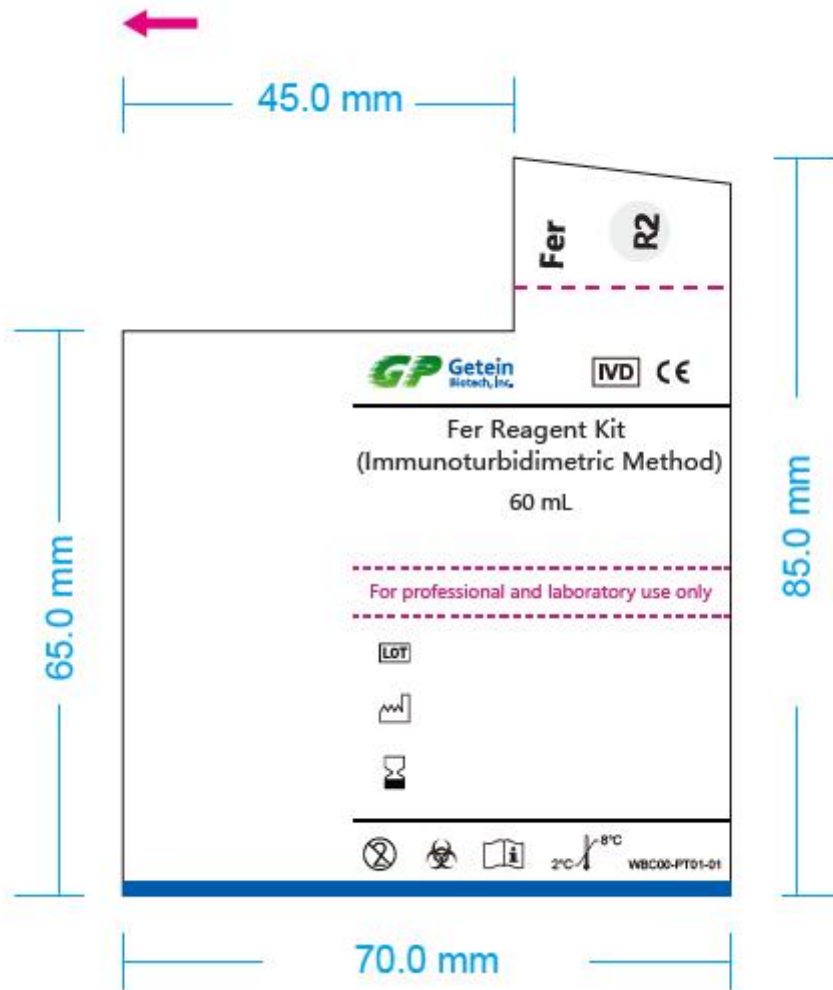 45.0 mm
Fer
R2
GP Getein
Biotech, Inc.
IVD CE
Fer Reagent Kit
(Immunoturbidimetric Method)
60 mL
85.0 mm
65.0 mm
For professional and laboratory use only
LOT
2
i
2°C
8°C
WBC00-PT01-01
70.0 mm